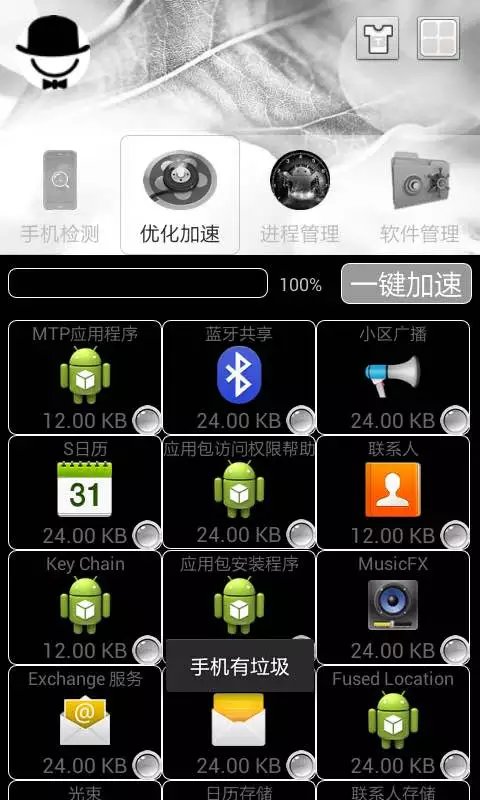 手机检测
优化加速
进程管理
软件管理
100%
一键加速
MTP应用程序
蓝牙共享
小区广播
12.00 KB
24.00 KB
24.00 KB
S日历
应用包访问权限帮助
联系人
31
24.00 KB
24.00 KB
12.00 KB
Key Chain
应用包安装程序
MusicFX
12.00 KB
24.00 KB
手机有垃圾
Exchange 服务
Fused Location
@
24.00 KB
24.00 KB
24.00 KB
光束
日历存储
联系人存储